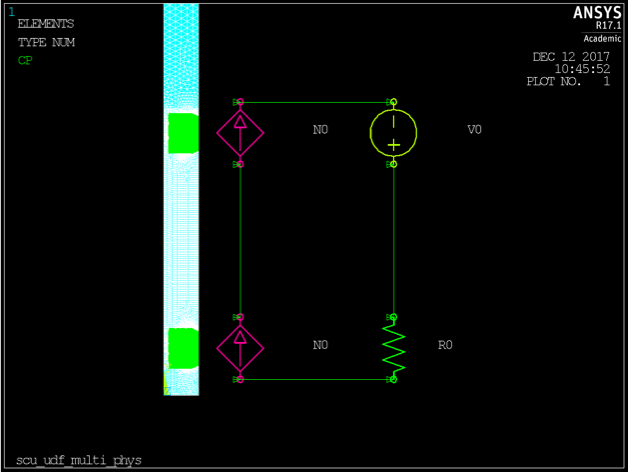 1
ELEMENTS
TYPE NUM
CP
ANSYS
R17.1
Academic
DEC 12 2017
10:45:52
PLOT NO. 1
N0
V0
N0
R0
scu_udf_multi_phys